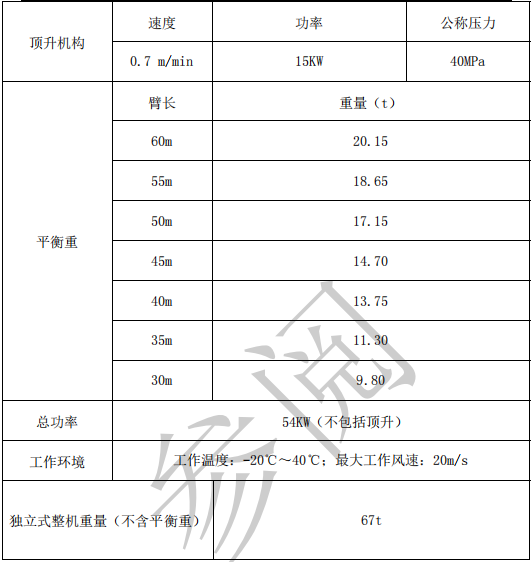 顶升机构 速度 功率 公称压力
0.7 m/min 15KW 40MPa
平衡重 臂长 重量（t）
60m 20.15
55m 18.65
50m 17.15
45m 14.70
40m 13.75
35m 11.30
30m 9.80
总功率 54KW（不包括顶升）
工作环境 工作温度：-20℃～40℃；最大工作风速：20m/s
独立式整机重量（不含平衡重） 67t
参阅